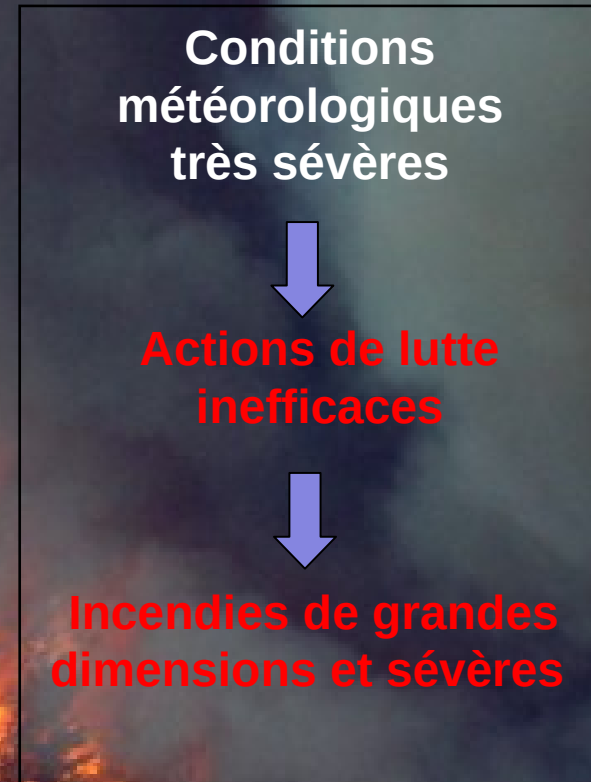 Conditions
météorologiques
très sévères
Actions de lutte
inefficaces
Incendies de grandes
dimensions et sévères